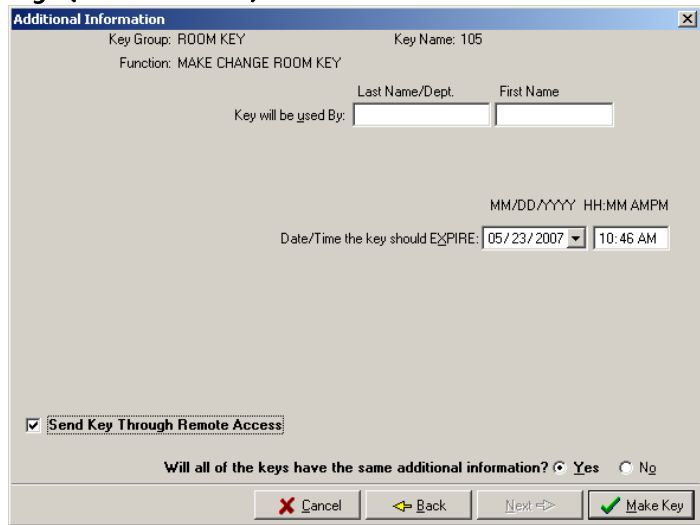 Additional Information
Key Group: ROOM KEY Key Name: 105
Function: MAKE CHANGE ROOM KEY
Last Name/Dept. First Name
Key will be used By:
MM/DD/YYYY HH:MM AMPM
Date/Time the key should EXPIRE: 05/23/2007 10:46 AM
Send Key Through Remote Access
Will all of the keys have the same additional information? Yes No
Cancel Back Next Make Key